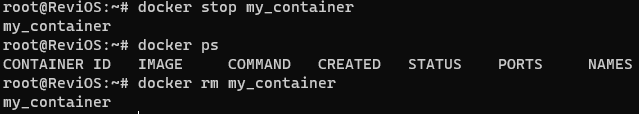 root@ReviOS:~# docker stop my_container
my_container
root@ReviOS:~# docker ps
CONTAINER ID   IMAGE     COMMAND   CREATED   STATUS    PORTS     NAMES
root@ReviOS:~# docker rm my_container
my_container